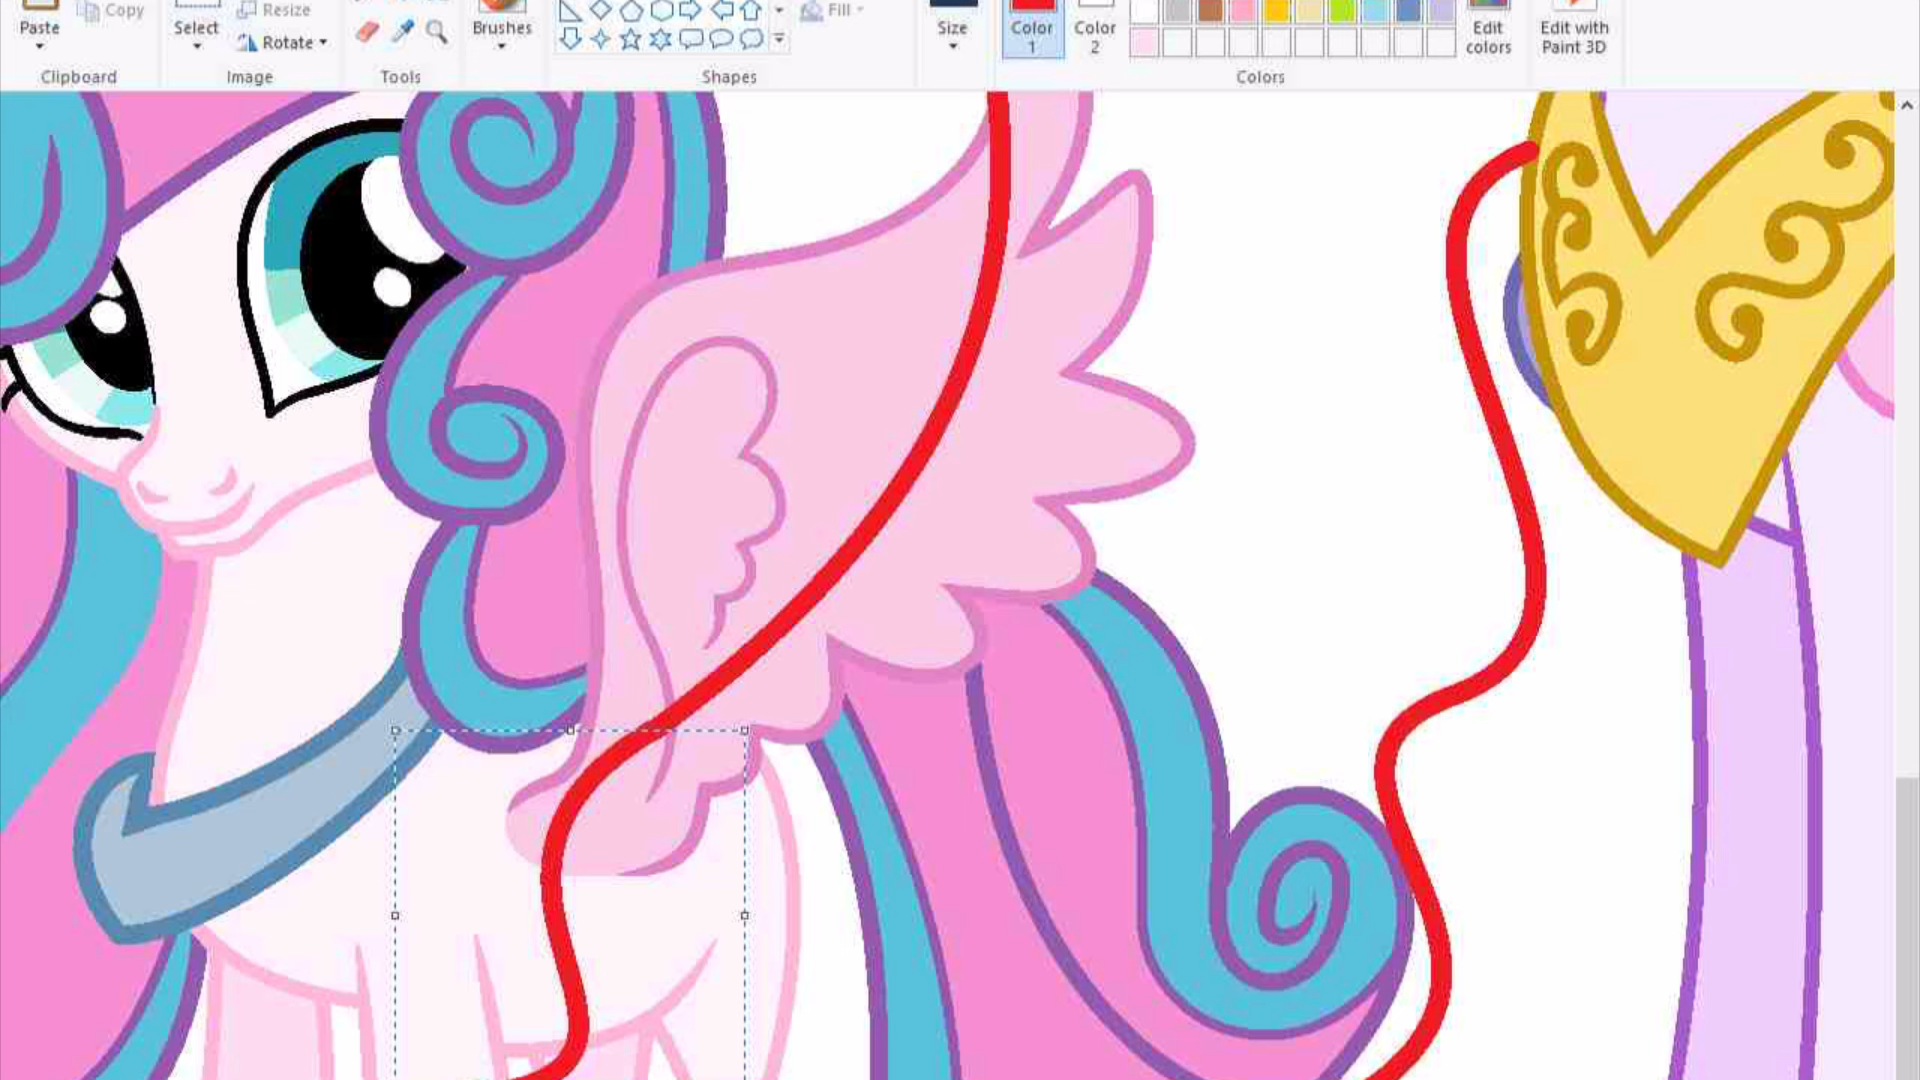 Paste
Copy
Select
Resize
Rotate
Brushes
Fill
Size
Color
1
Color
2
Edit
colors
Edit with
Paint 3D
Clipboard
Image
Tools
Shapes
Colors